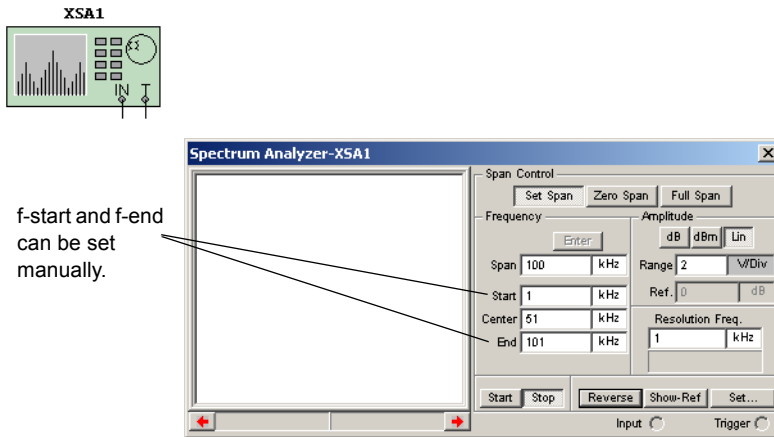 XSA1
IN T
Spectrum Analyzer-XSA1
f-start and f-end
can be set
manually.
Span Control
Set Span Zero Span Full Span
Frequency
Enter
Span 100 kHz
Start 1 kHz
Center 51 kHz
End 101 kHz
Amplitude
dB dBm Lin
Range 2 V/Div
Ref. 0 dB
Resolution Freq.
1 kHz
Start Stop Reverse Show-Ref Set...
Input Trigger